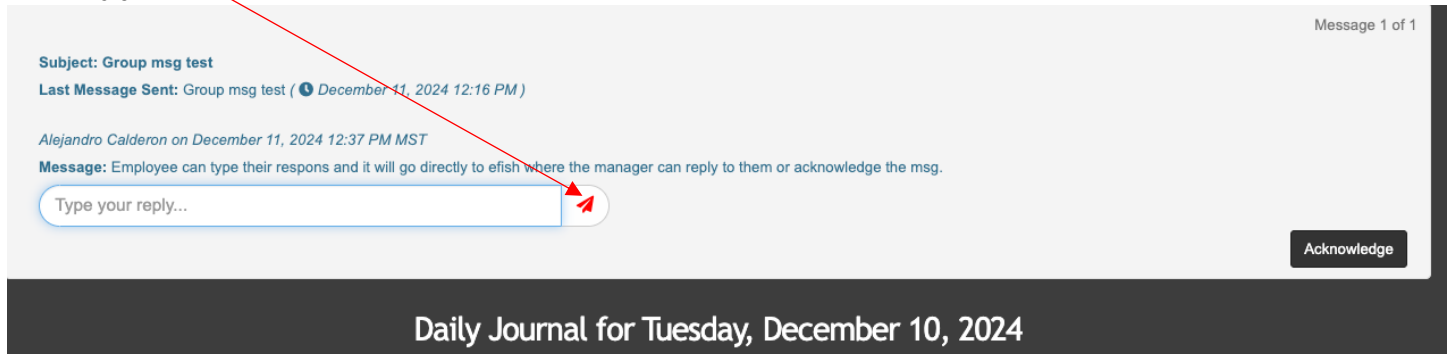 Message 1 of 1
Subject: Group msg test
Last Message Sent: Group msg test ( December 11, 2024 12:16 PM )
Alejandro Calderon on December 11, 2024 12:37 PM MST
Message: Employee can type their respons and it will go directly to efish where the manager can reply to them or acknowledge the msg.
Type your reply...
Acknowledge
Daily Journal for Tuesday, December 10, 2024